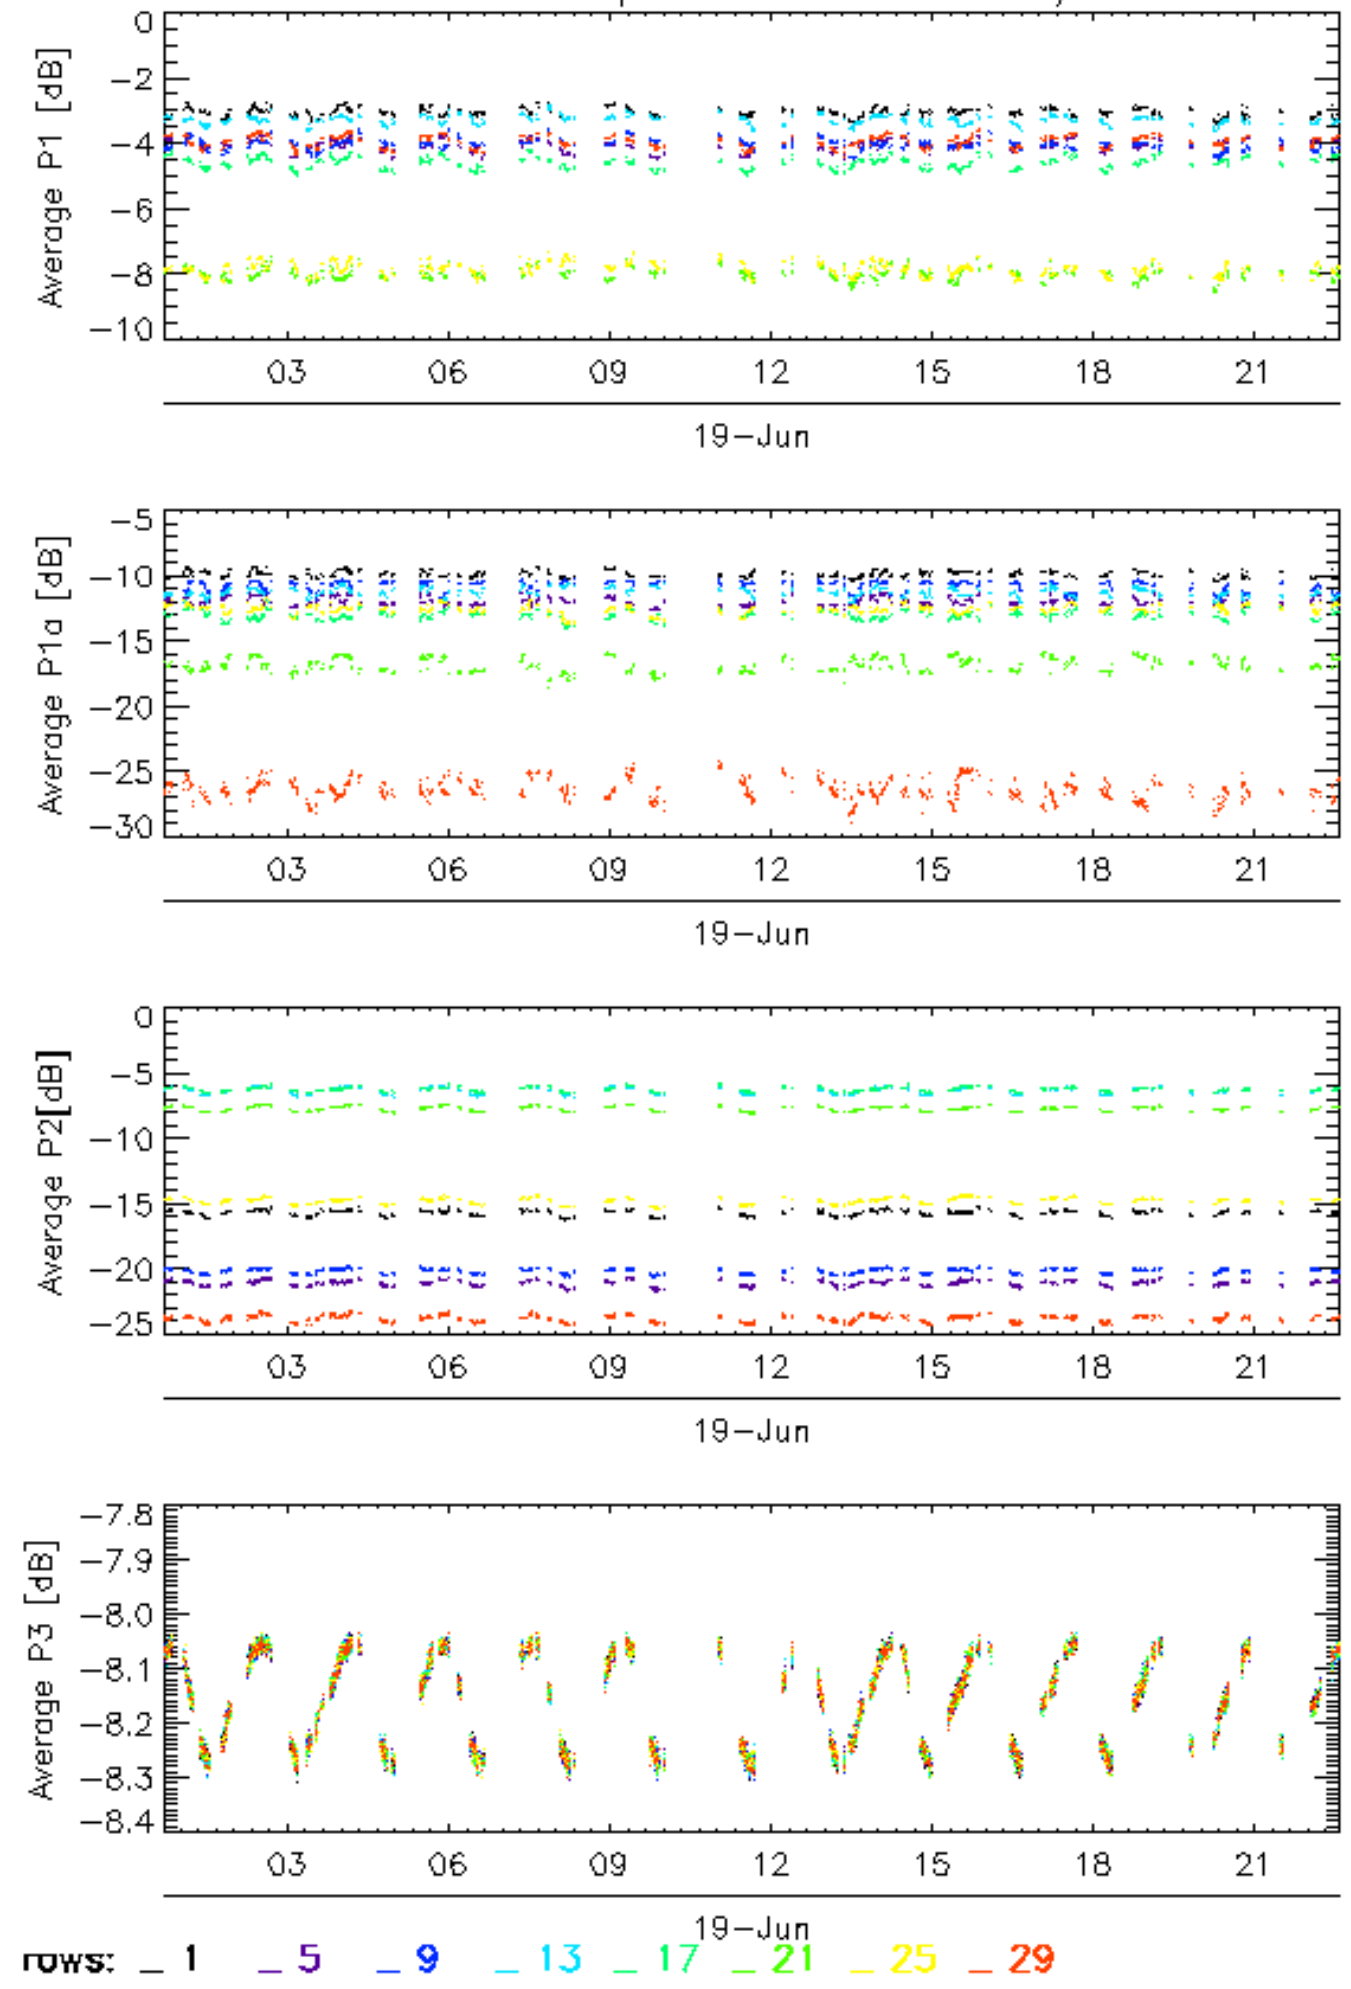 0
−2
−4
−6
−8
−10
Average P1 [dB]
03 06 09 12 15 18 21
19−Jun
−5
−10
−15
−20
−25
−30
Average P1a [dB]
03 06 09 12 15 18 21
19−Jun
0
−5
−10
−15
−20
−25
Average P2[dB]
03 06 09 12 15 18 21
19−Jun
−7.8
−7.9
−8.0
−8.1
−8.2
−8.3
−8.4
Average P3 [dB]
03 06 09 12 15 18 21
19−Jun
rows: _ 1 _ 5 _ 9 _ 13 _ 17 _ 21 _ 25 _ 29